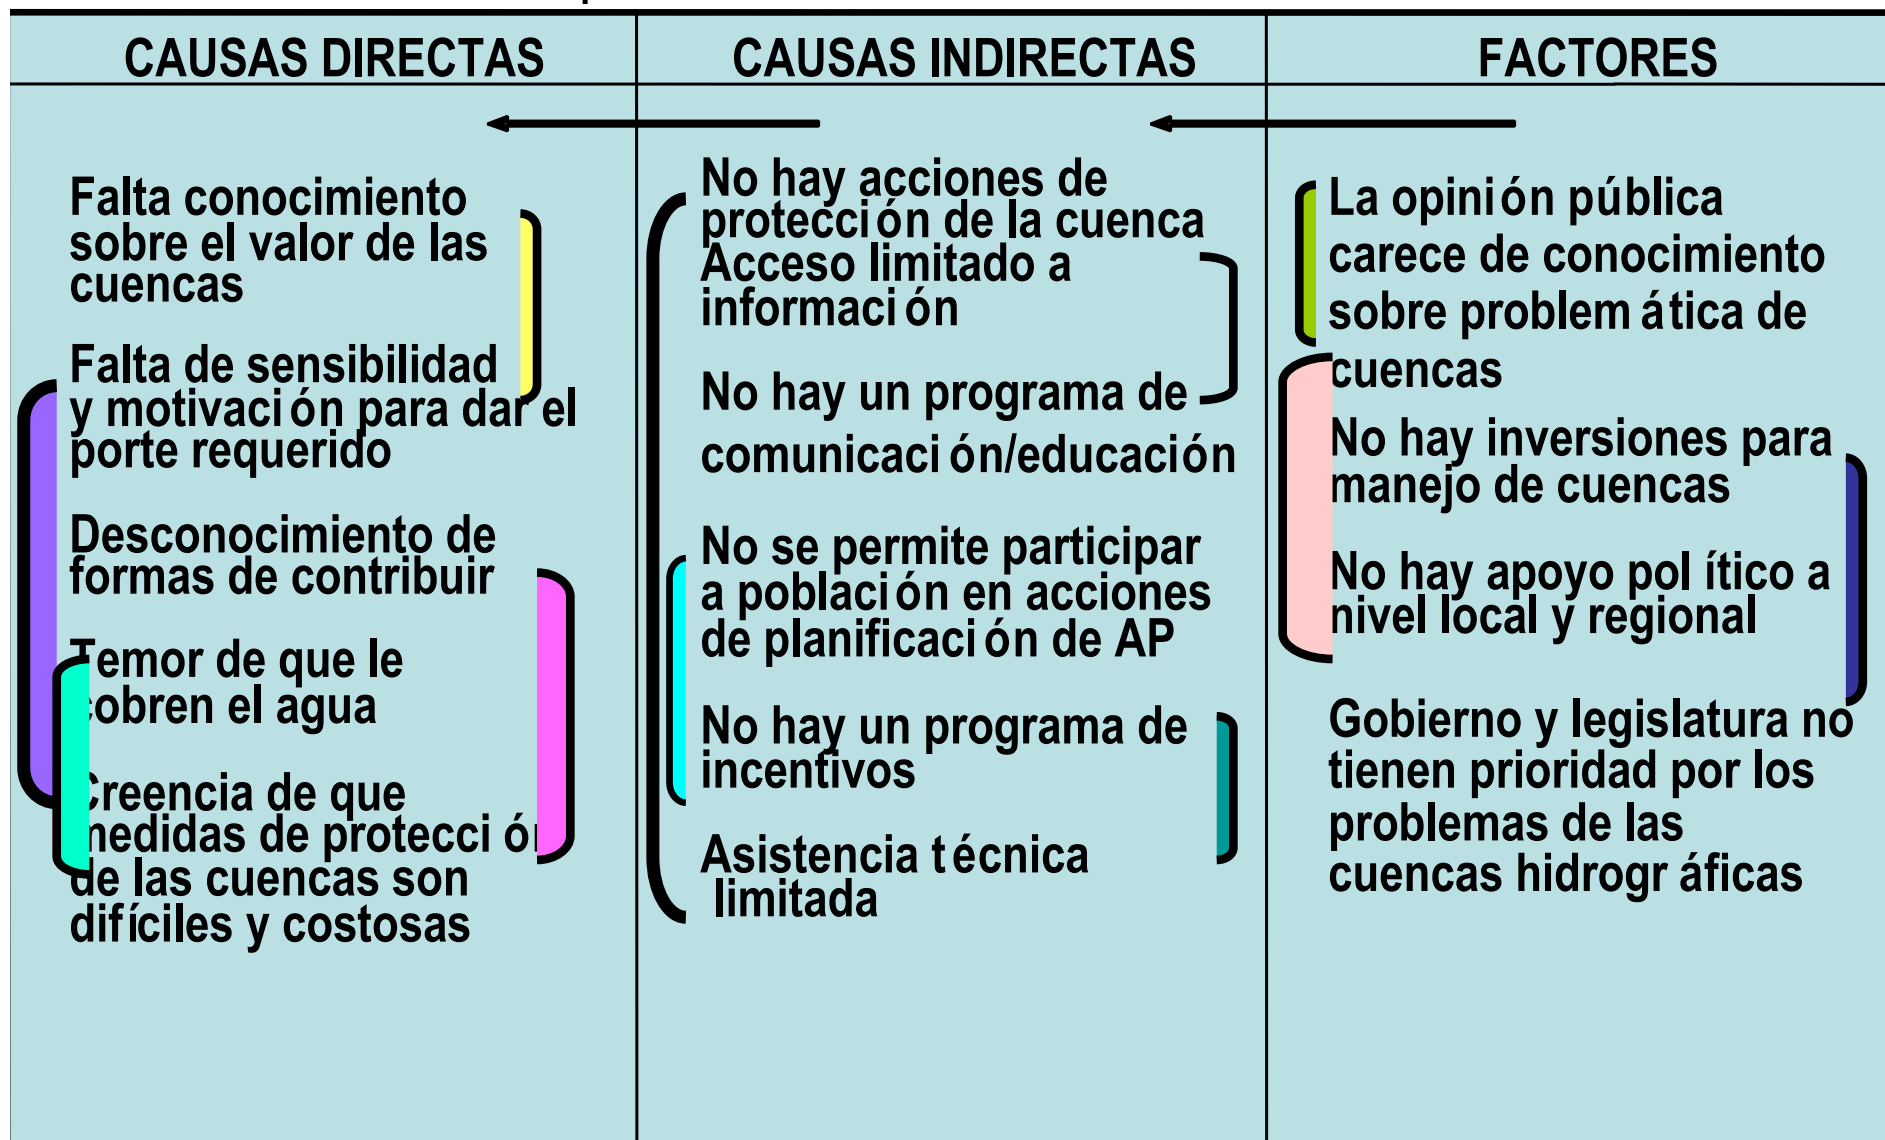 CAUSAS DIRECTAS
Falta conocimiento
sobre el valor de las
cuencas
Falta de sensibilidad
y motivación para dar el
porte requerido
Desconocimiento de
formas de contribuir
Temor de que le
cobren el agua
Creencia de que
medidas de protección
de las cuencas son
difíciles y costosas
CAUSAS INDIRECTAS
No hay acciones de
protección de la cuenca
Acceso limitado a
información
No hay un programa de
comunicación/educación
No se permite participar
a población en acciones
de planificación de AP
No hay un programa de
incentivos
Asistencia técnica
limitada
FACTORES
La opinión pública
carece de conocimiento
sobre problemática de
cuencas
No hay inversiones para
manejo de cuencas
No hay apoyo político a
nivel local y regional
Gobierno y legislatura no
tienen prioridad por los
problemas de las
cuencas hidrográficas